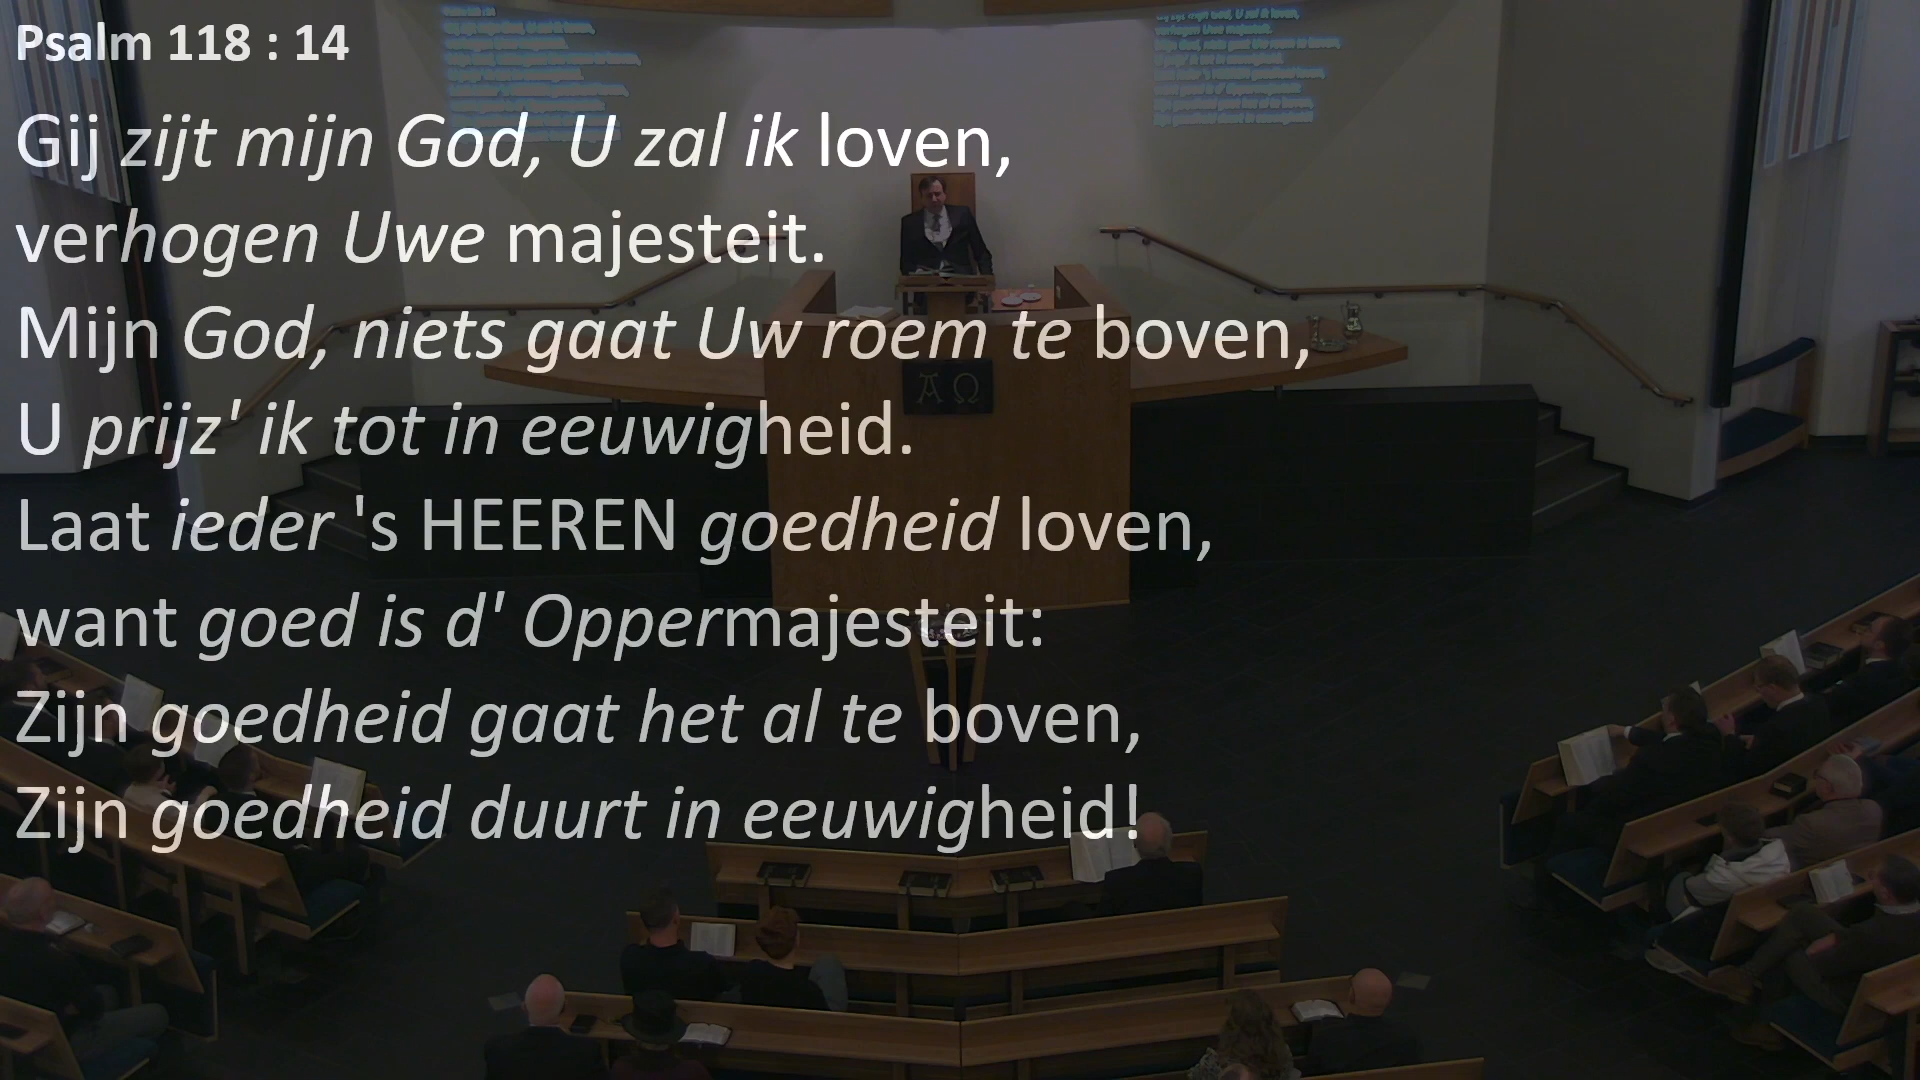 Psalm 118 : 14
Gij zijt mijn God, U zal ik loven,
verhogen Uwe majesteit.
Mijn God, niets gaat Uw roem te boven,
U prijz' ik tot in eeuwigheid.
Laat ieder 's HEEREN goedheid loven,
want goed is d' Oppermajesteit:
Zijn goedheid gaat het al te boven,
Zijn goedheid duurt in eeuwigheid!
Α Ω